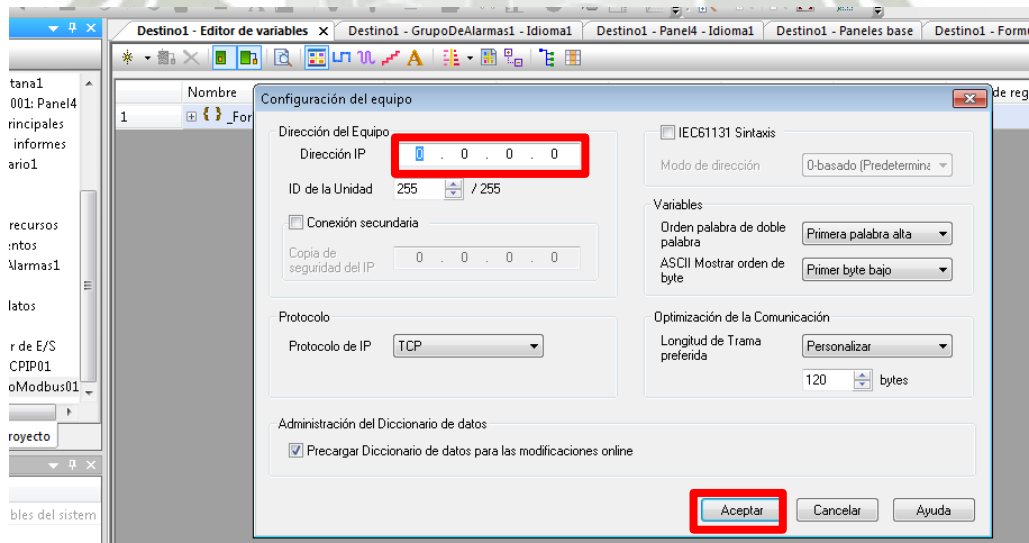 Destino1 - Editor de variables X
Destino1 - GrupoDeAlarmas1 - Idioma1
Destino1 - Panel4 - Idioma1
Destino1 - Paneles base
Destino1 - Form
tana1
001: Panel4
rincipales
informes
ario1
recursos
entos
Alarmas1
latos
r de E/S
CPIP01
oModbus01
royecto
bles del sistem
Nombre
de reg
1
_For
Configuración del equipo
Dirección del Equipo
Dirección IP
0 . 0 . 0 . 0
ID de la Unidad
255
/ 255
Conexión secundaria
Copia de
seguridad del IP
0 . 0 . 0 . 0
Protocolo
Protocolo de IP
TCP
IEC61131 Sintaxis
Modo de dirección
0-basado (Predetermina
Variables
Orden palabra de doble
palabra
Primera palabra alta
ASCII Mostrar orden de
byte
Primer byte bajo
Optimización de la Comunicación
Longitud de Trama
preferida
Personalizar
120
bytes
Administración del Diccionario de datos
Precargar Diccionario de datos para las modificaciones online
Aceptar
Cancelar
Ayuda